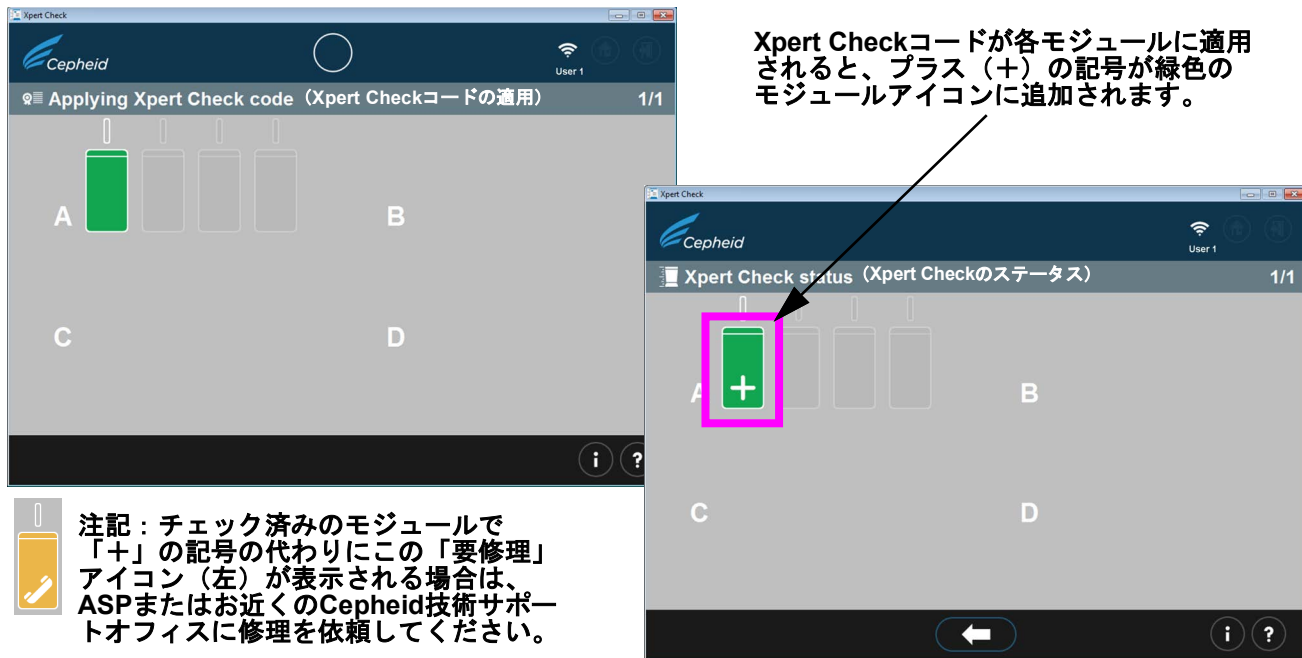 Xpert Check
Cepheid
User 1
Applying Xpert Check code（Xpert Checkコードの適用） 1/1
A B
C D
i ?
Xpert Checkコードが各モジュールに適用
されると、プラス（＋）の記号が緑色の
モジュールアイコンに追加されます。
Xpert Check
Cepheid
User 1
Xpert Check status（Xpert Checkのステータス） 1/1
A + B
C D
i ?
注記：チェック済みのモジュールで
「＋」の記号の代わりにこの「要修理」
アイコン（左）が表示される場合は、
ASPまたはお近くのCepheid技術サポー
トオフィスに修理を依頼してください。